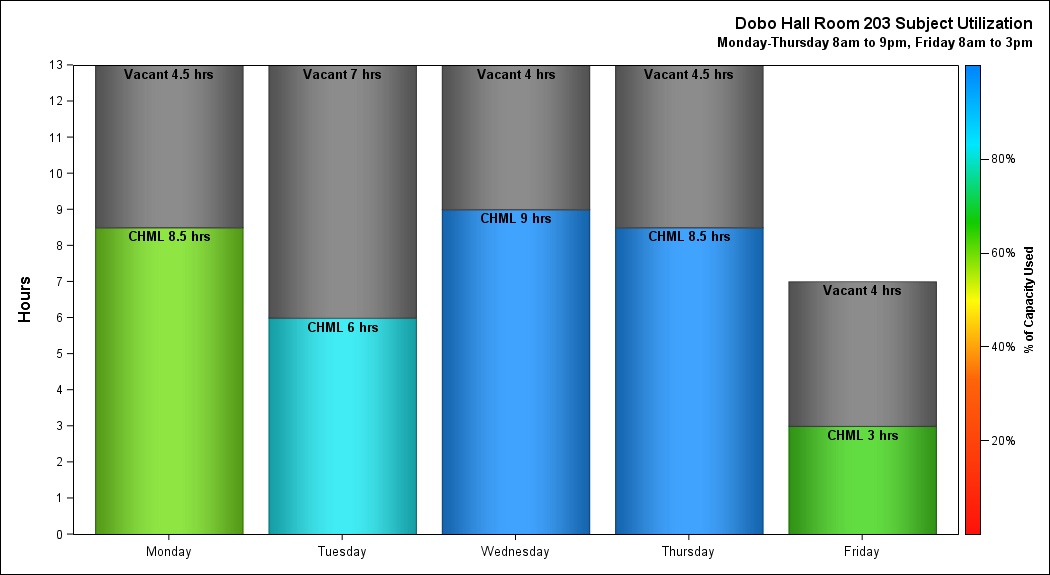 Dobo Hall Room 203 Subject Utilization
Monday-Thursday 8am to 9pm, Friday 8am to 3pm
Hours
13
12
11
10
9
8
7
6
5
4
3
2
1
0
Vacant 4.5 hrs
CHML 8.5 hrs
Vacant 7 hrs
CHML 6 hrs
Vacant 4 hrs
CHML 9 hrs
Vacant 4.5 hrs
CHML 8.5 hrs
Vacant 4 hrs
CHML 3 hrs
Monday
Tuesday
Wednesday
Thursday
Friday
80%
60%
40%
20%
% of Capacity Used